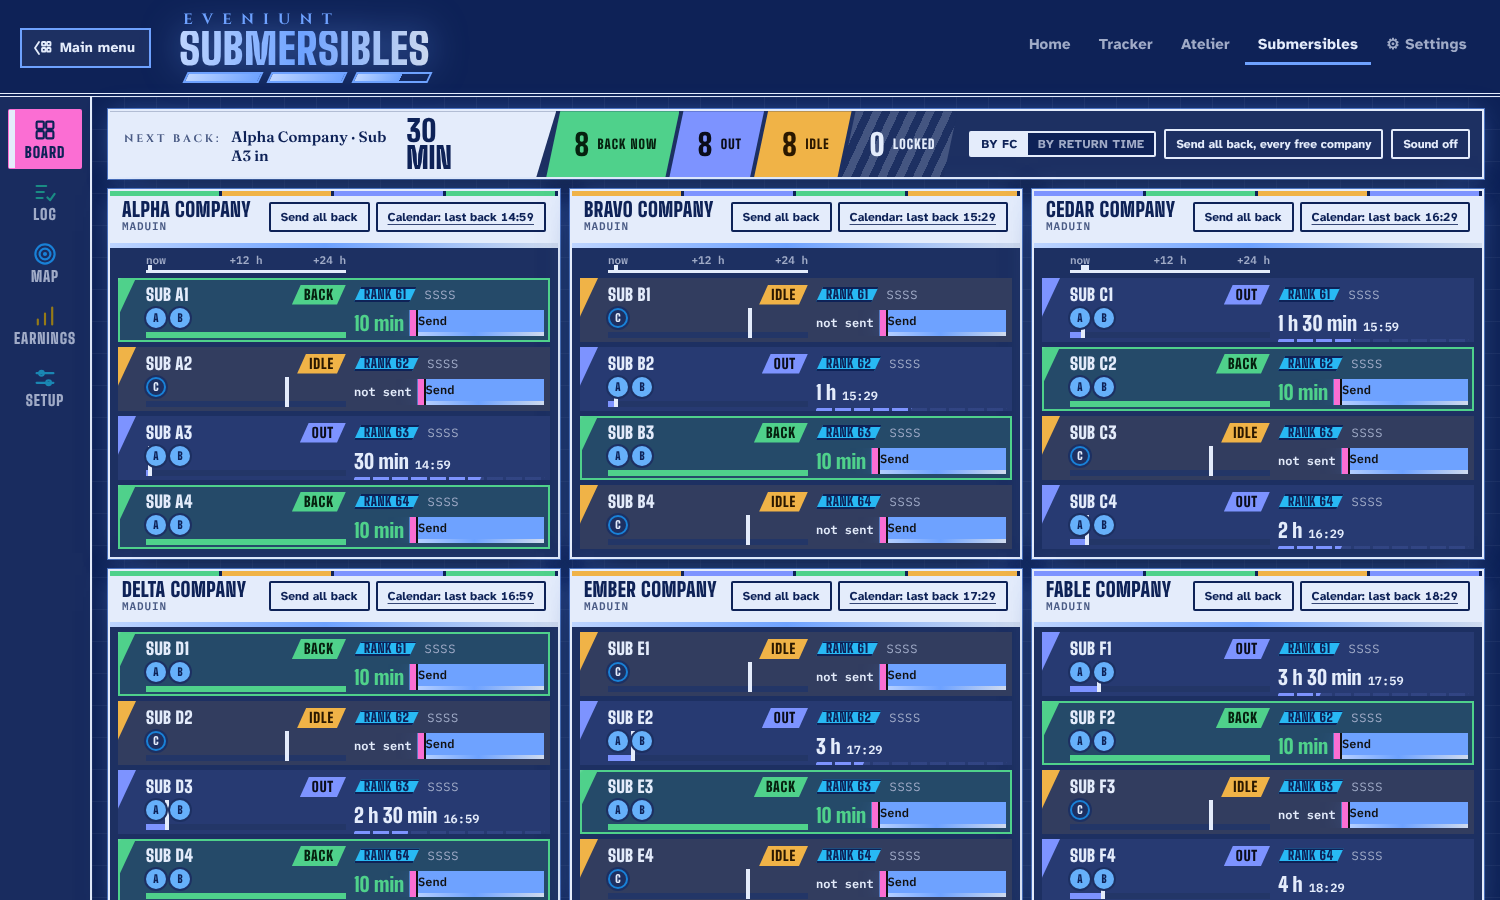 Main menu
EVENIUNT
SUBMERSIBLES
Home Tracker Atelier Submersibles Settings
BOARD
LOG
MAP
EARNINGS
SETUP
NEXT BACK: Alpha Company · Sub A3 in 30 MIN
8 BACK NOW 8 OUT 8 IDLE 0 LOCKED
BY FC BY RETURN TIME Send all back, every free company Sound off
ALPHA COMPANY
MADUIN
Send all back Calendar: last back 14:59
now +12 h +24 h
SUB A1 BACK RANK 61 SSSS
A B 10 min Send
SUB A2 IDLE RANK 62 SSSS
C not sent Send
SUB A3 OUT RANK 63 SSSS
A B 30 min 14:59
SUB A4 BACK RANK 64 SSSS
A B 10 min Send
BRAVO COMPANY
MADUIN
Send all back Calendar: last back 15:29
now +12 h +24 h
SUB B1 IDLE RANK 61 SSSS
C not sent Send
SUB B2 OUT RANK 62 SSSS
A B 1 h 15:29
SUB B3 BACK RANK 63 SSSS
A B 10 min Send
SUB B4 IDLE RANK 64 SSSS
C not sent Send
CEDAR COMPANY
MADUIN
Send all back Calendar: last back 16:29
now +12 h +24 h
SUB C1 OUT RANK 61 SSSS
A B 1 h 30 min 15:59
SUB C2 BACK RANK 62 SSSS
A B 10 min Send
SUB C3 IDLE RANK 63 SSSS
C not sent Send
SUB C4 OUT RANK 64 SSSS
A B 2 h 16:29
DELTA COMPANY
MADUIN
Send all back Calendar: last back 16:59
SUB D1 BACK RANK 61 SSSS
A B 10 min Send
SUB D2 IDLE RANK 62 SSSS
C not sent Send
SUB D3 OUT RANK 63 SSSS
A B 2 h 30 min 16:59
SUB D4 BACK RANK 64 SSSS
A B 10 min Send
EMBER COMPANY
MADUIN
Send all back Calendar: last back 17:29
SUB E1 IDLE RANK 61 SSSS
C not sent Send
SUB E2 OUT RANK 62 SSSS
A B 3 h 17:29
SUB E3 BACK RANK 63 SSSS
A B 10 min Send
SUB E4 IDLE RANK 64 SSSS
C not sent Send
FABLE COMPANY
MADUIN
Send all back Calendar: last back 18:29
SUB F1 OUT RANK 61 SSSS
A B 3 h 30 min 17:59
SUB F2 BACK RANK 62 SSSS
A B 10 min Send
SUB F3 IDLE RANK 63 SSSS
C not sent Send
SUB F4 OUT RANK 64 SSSS
A B 4 h 18:29